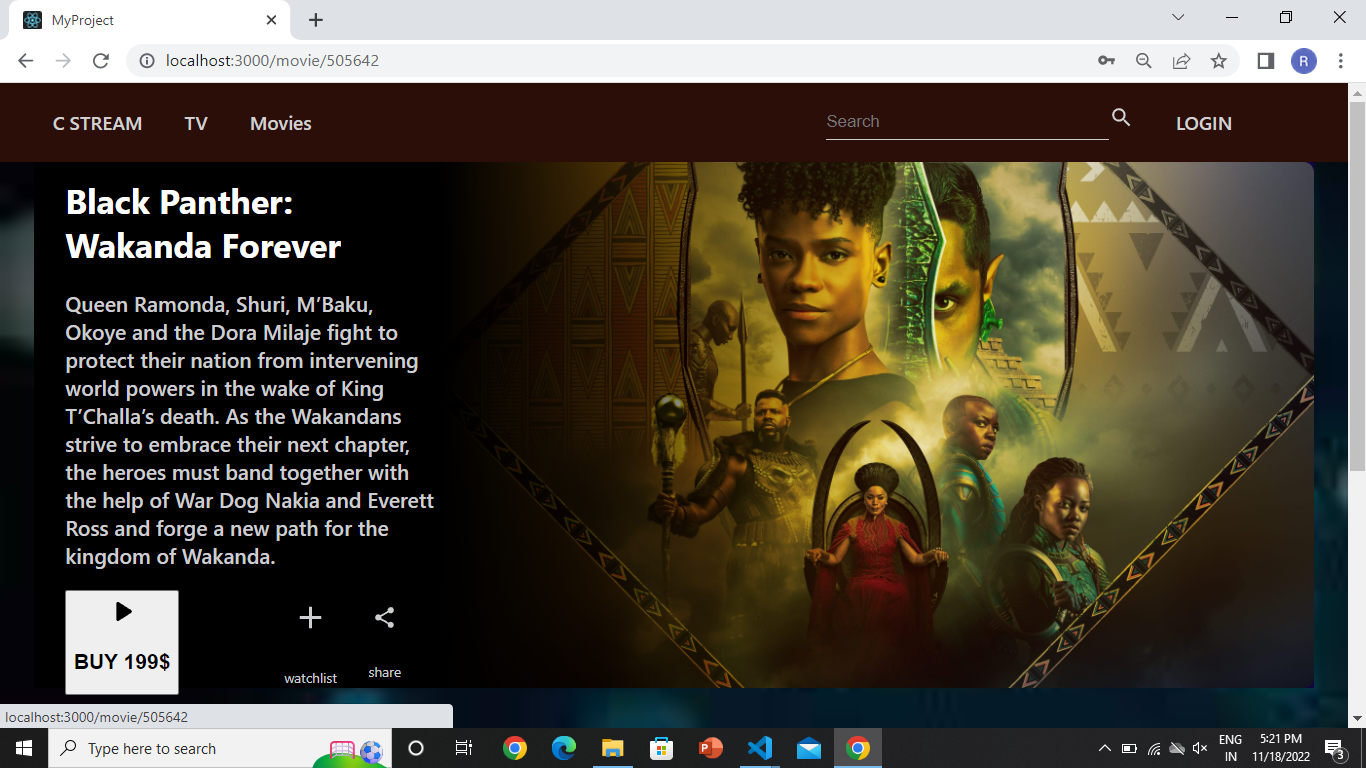 MyProject
localhost:3000/movie/505642
R
C STREAM TV Movies Search LOGIN
Black Panther:
Wakanda Forever
Queen Ramonda, Shuri, M’Baku,
Okoye and the Dora Milaje fight to
protect their nation from intervening
world powers in the wake of King
T’Challa’s death. As the Wakandans
strive to embrace their next chapter,
the heroes must band together with
the help of War Dog Nakia and Everett
Ross and forge a new path for the
kingdom of Wakanda.
BUY 199$
watchlist share
localhost:3000/movie/505642
Type here to search
ENG
IN
5:21 PM
11/18/2022
3